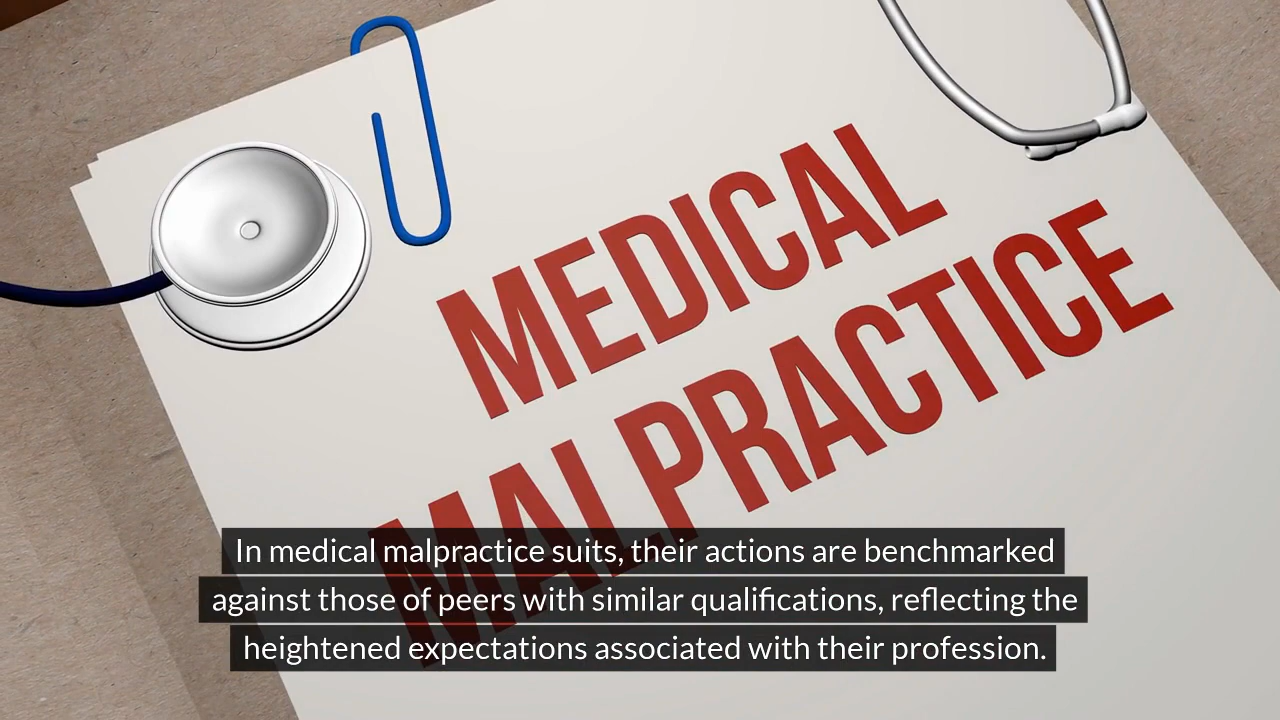 MEDICAL
MALPRACTICE
In medical malpractice suits, their actions are benchmarked
against those of peers with similar qualifications, reflecting the
heightened expectations associated with their profession.